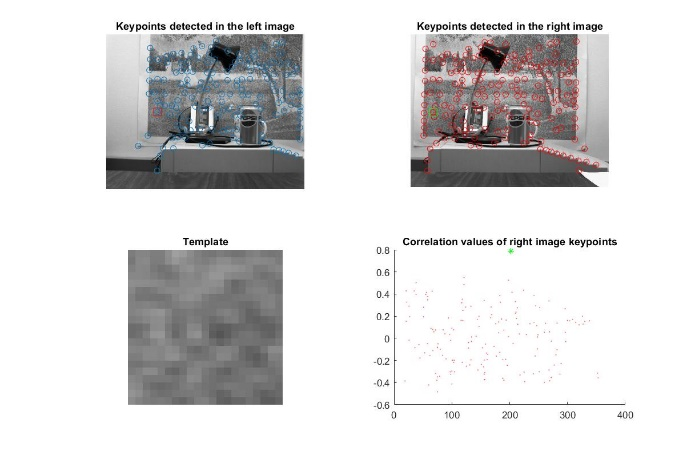 Keypoints detected in the left image
Keypoints detected in the right image
Template
Correlation values of right image keypoints
0.8
0.6
0.4
0.2
0
-0.2
-0.4
-0.6
0 100 200 300 400